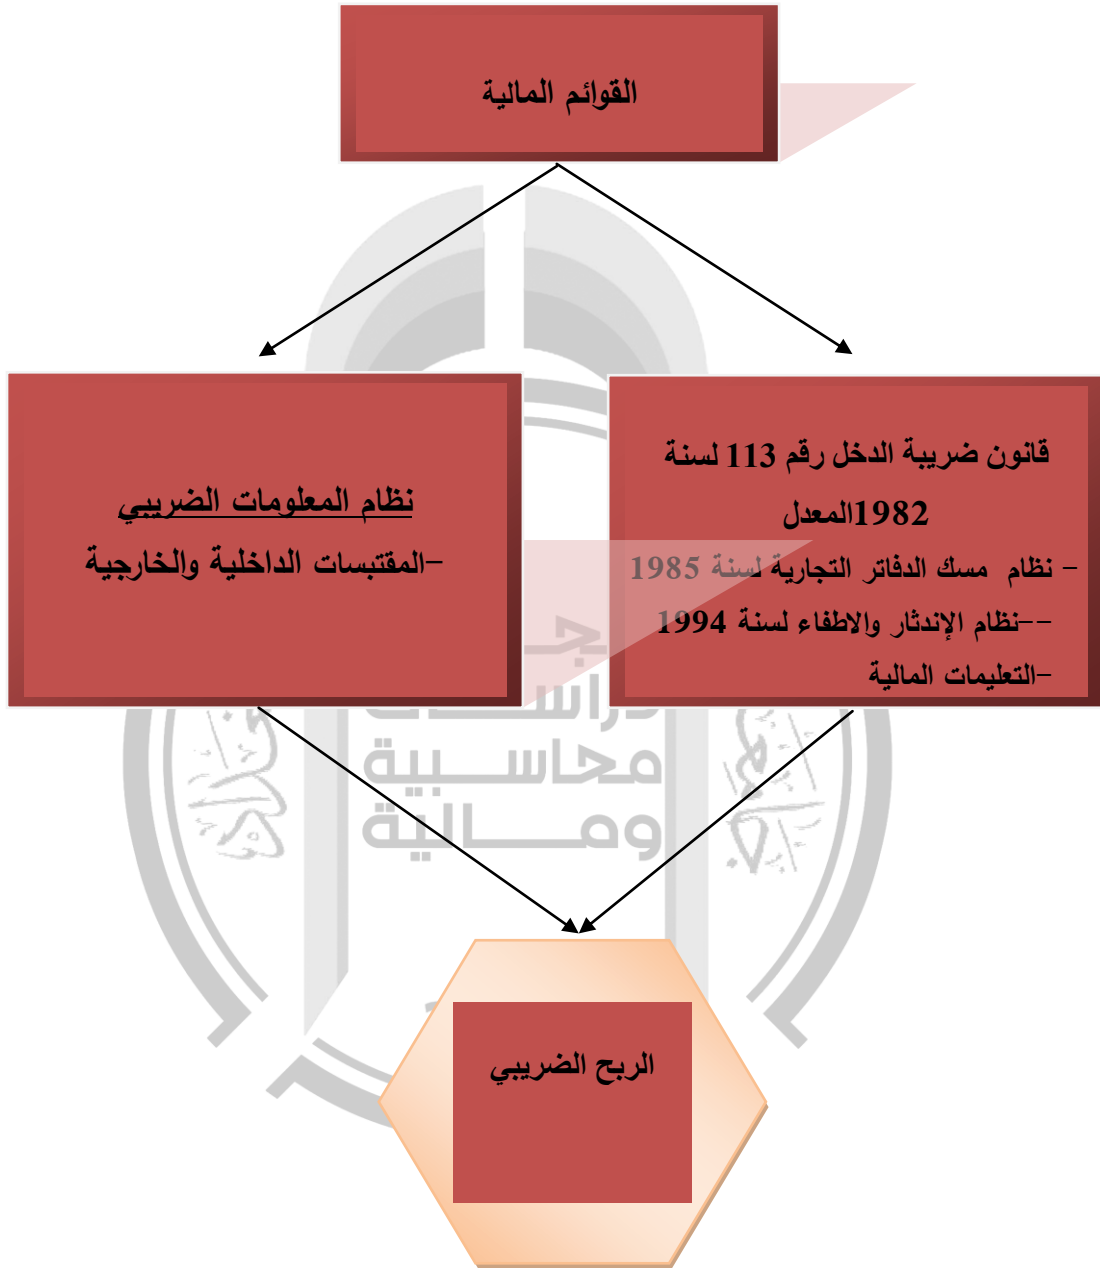 القوائم المالية
قانون ضريبة الدخل رقم 113 لسنة
1982المعدل
- نظام مسك الدفاتر التجارية لسنة 1985
--نظام الإندثار والاطفاء لسنة 1994
-التعليمات المالية
نظام المعلومات الضريبي
-المقتبسات الداخلية والخارجية
محاسبية
ومالية
الربح الضريبي